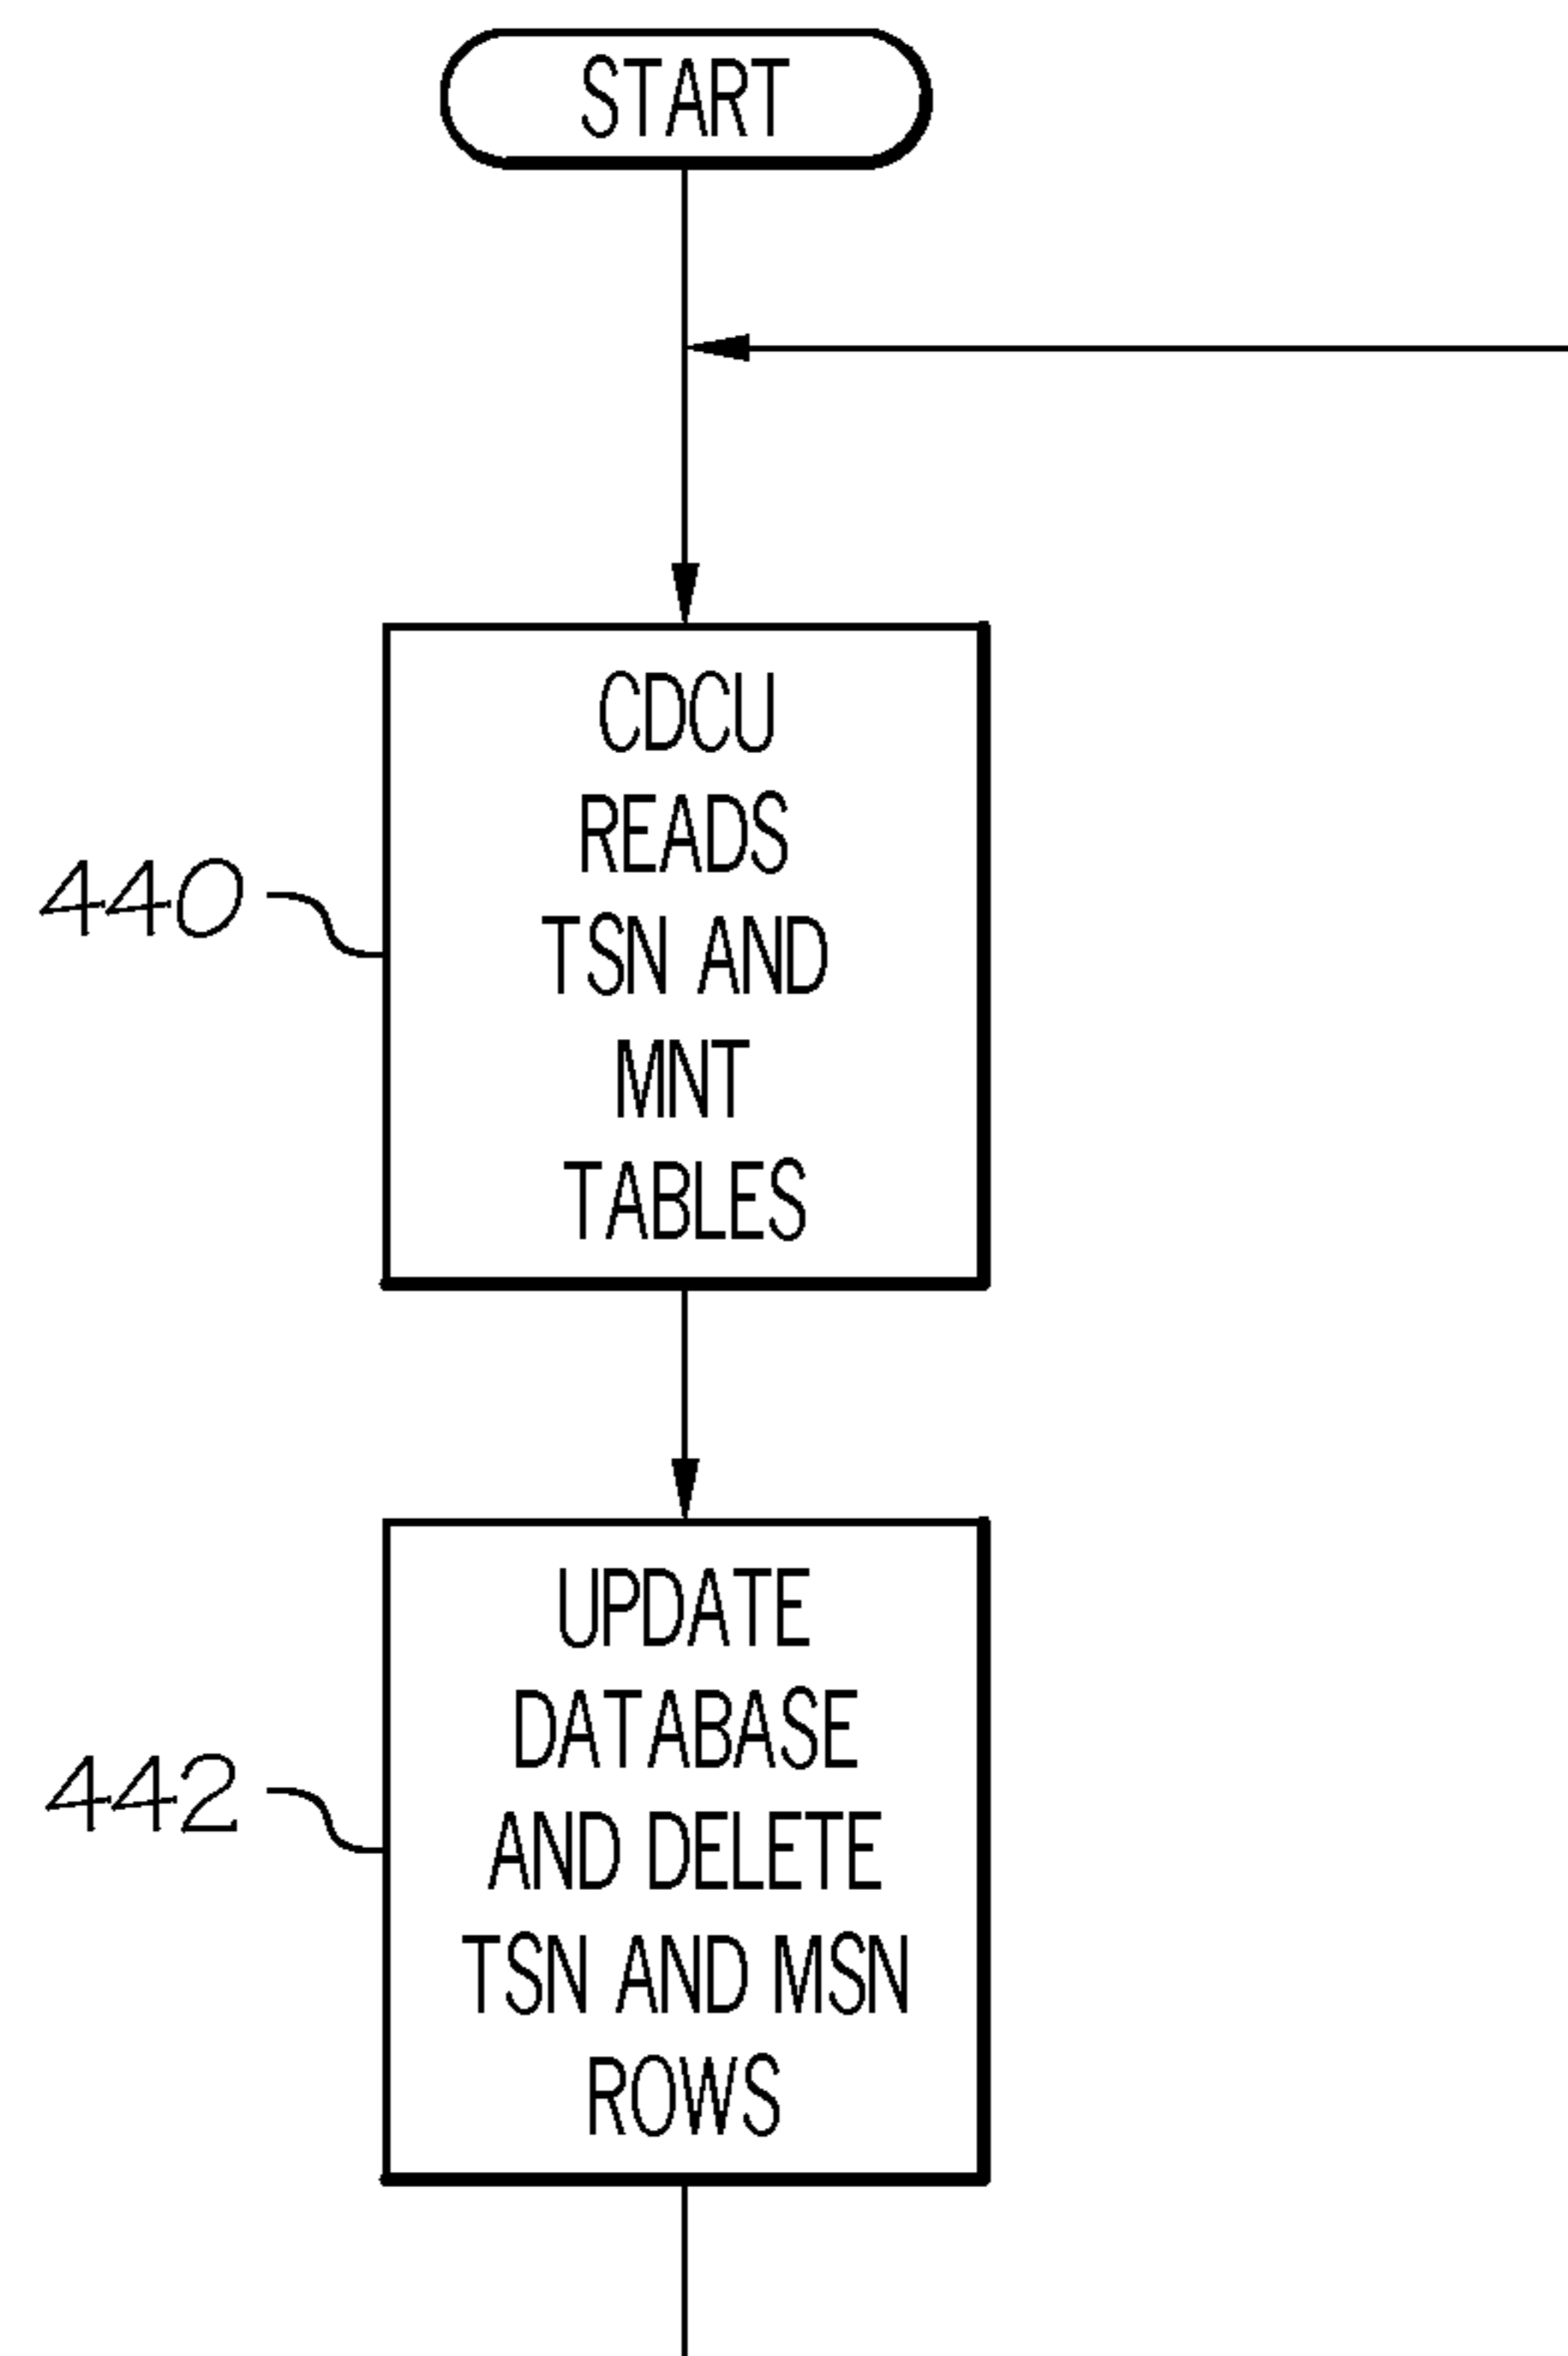 START
CDCU
READS
TSN AND
MNT
TABLES
440
UPDATE
DATABASE
AND DELETE
TSN AND MSN
ROWS
442